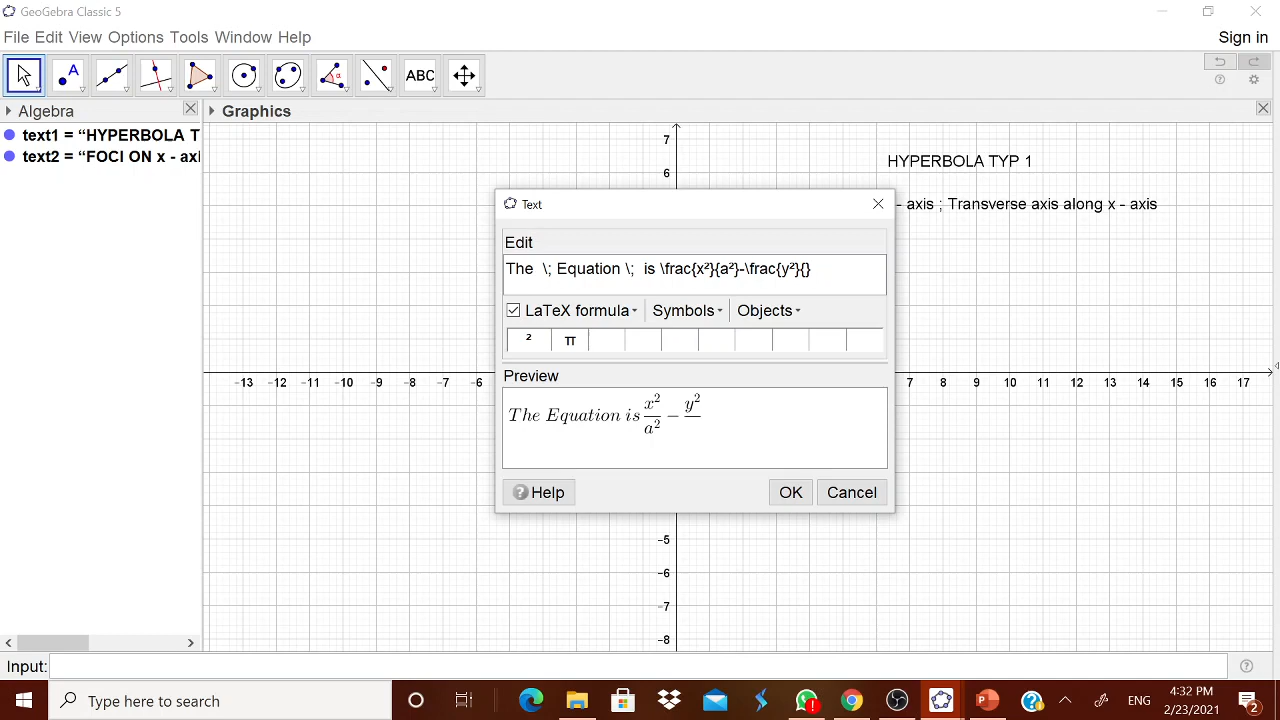 GeoGebra Classic 5
File Edit View Options Tools Window Help
Sign in
A
α
ABC
Algebra
Graphics
text1 = “HYPERBOLA T
text2 = “FOCI ON x - axi
7
6
HYPERBOLA TYP 1
- axis ; Transverse axis along x - axis
Text
Edit
The \; Equation \; is \frac{x²}{a²}-\frac{y²}{}
LaTeX formula
Symbols
Objects
² π
Preview
The Equation is x²/a² − y²
Help
OK
Cancel
-13 -12 -11 -10 -9 -8 -7 -6 7 8 9 10 11 12 13 14 15 16 17
-5
-6
-7
-8
Input:
Type here to search
ENG
4:32 PM
2/23/2021
2